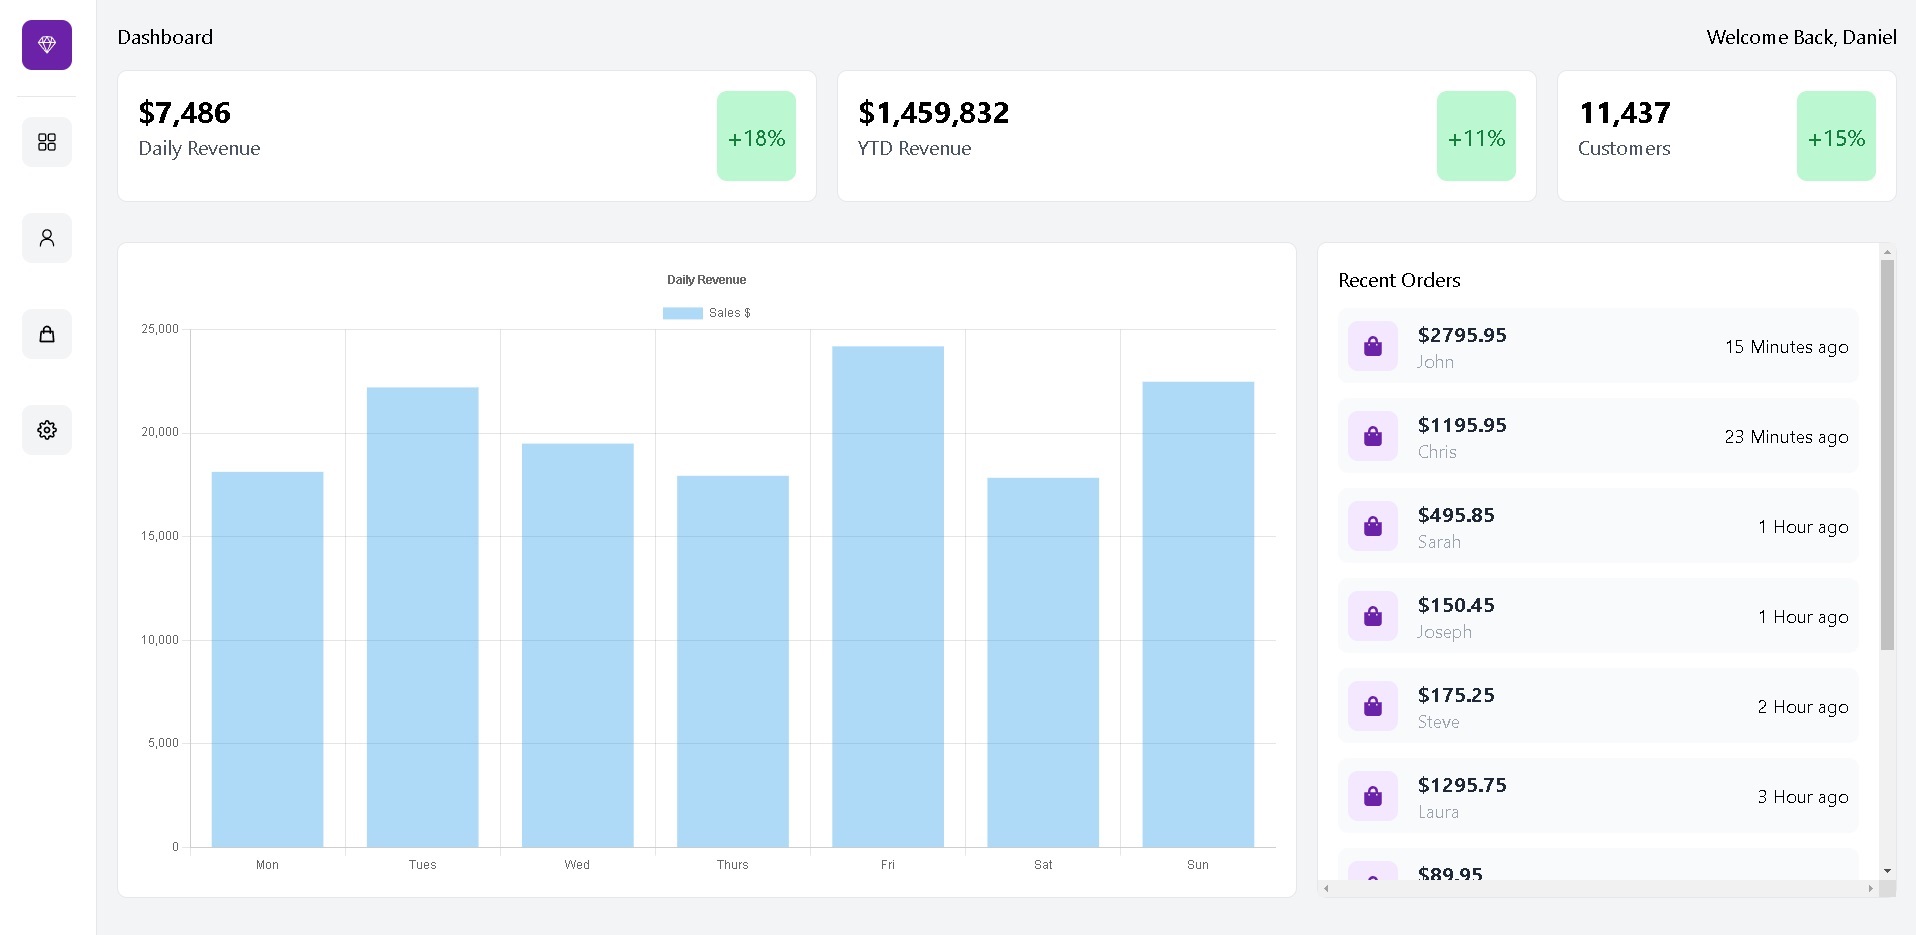 Dashboard
Welcome Back, Daniel
$7,486
Daily Revenue
+18%
$1,459,832
YTD Revenue
+11%
11,437
Customers
+15%
Daily Revenue
Sales $
25,000
20,000
15,000
10,000
5,000
0
Mon Tues Wed Thurs Fri Sat Sun
Recent Orders
$2795.95
John
15 Minutes ago
$1195.95
Chris
23 Minutes ago
$495.85
Sarah
1 Hour ago
$150.45
Joseph
1 Hour ago
$175.25
Steve
2 Hour ago
$1295.75
Laura
3 Hour ago
$89.95